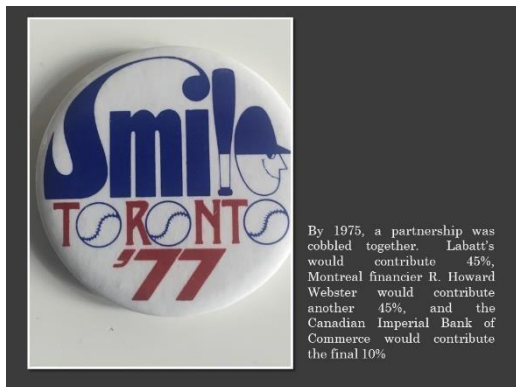 Smile
TORONTO
'77
By 1975, a partnership was
cobbled together. Labatt's
would contribute 45%,
Montreal financier R. Howard
Webster would contribute
another 45%, and the
Canadian Imperial Bank of
Commerce would contribute
the final 10%